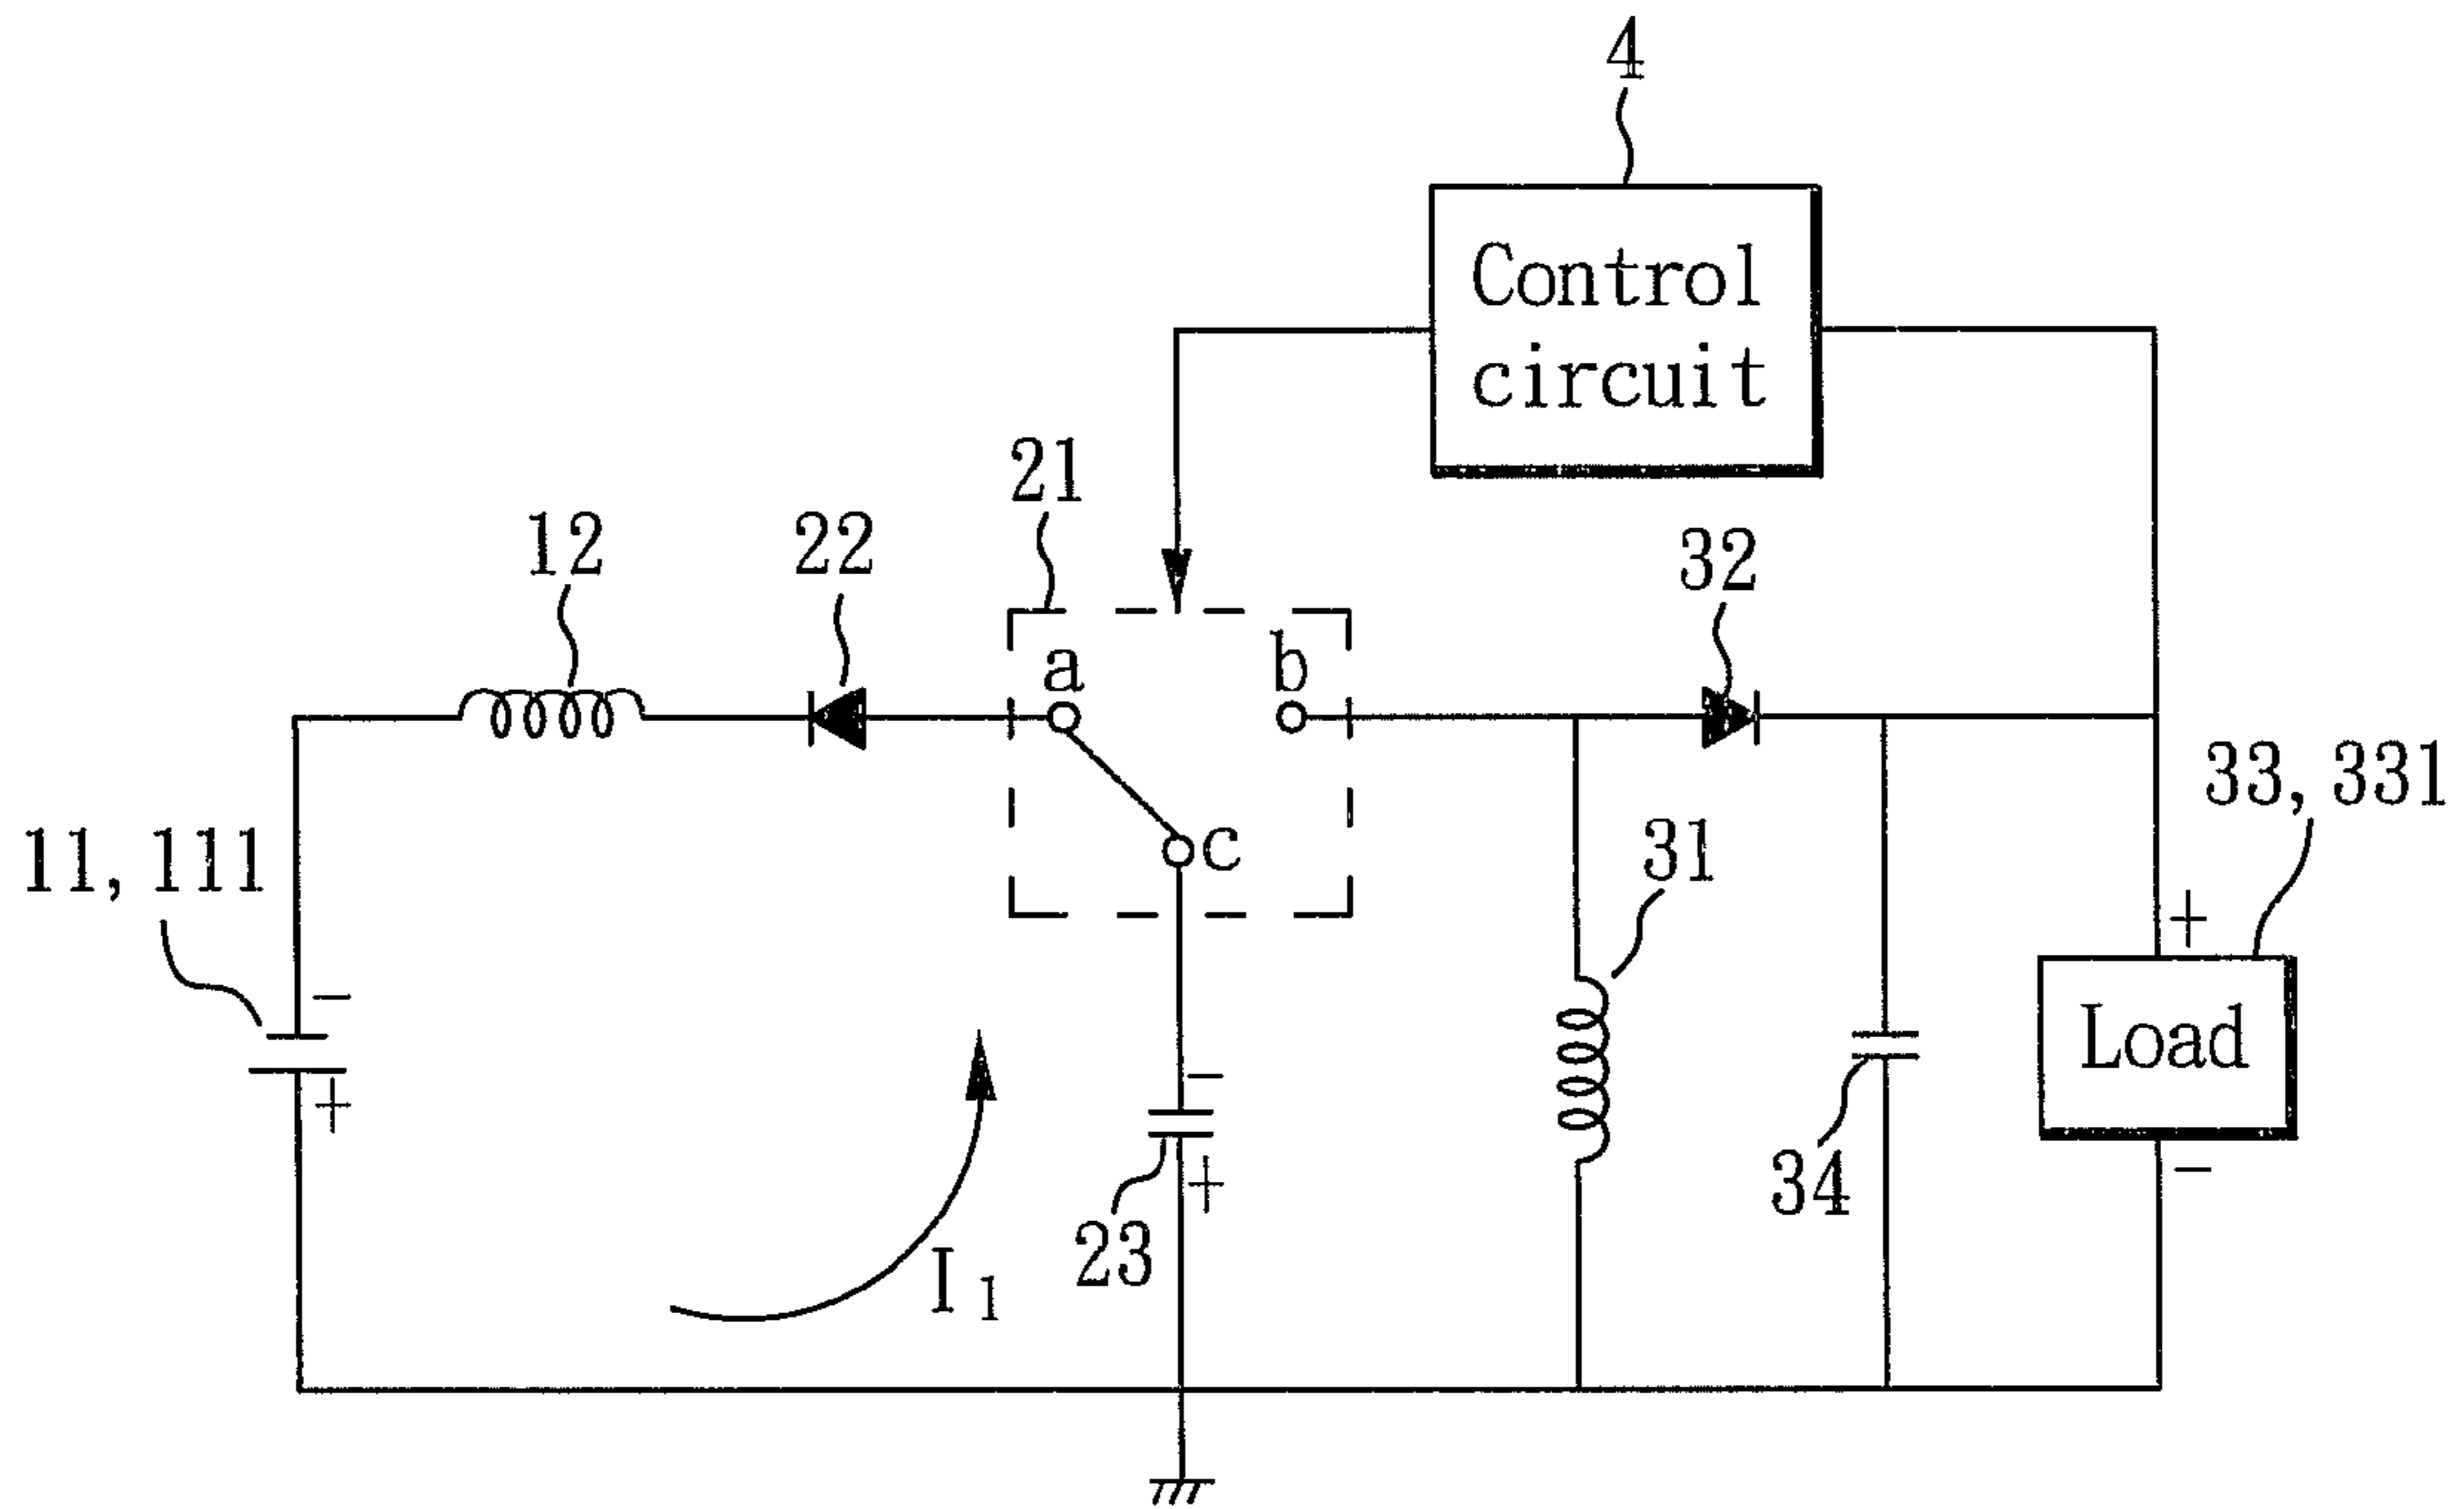 4
Control
circuit
21
12
22
32
a
b
33, 331
11, 111
c
31
−
+
−
Load
+
−
34
+
23
I₁
−